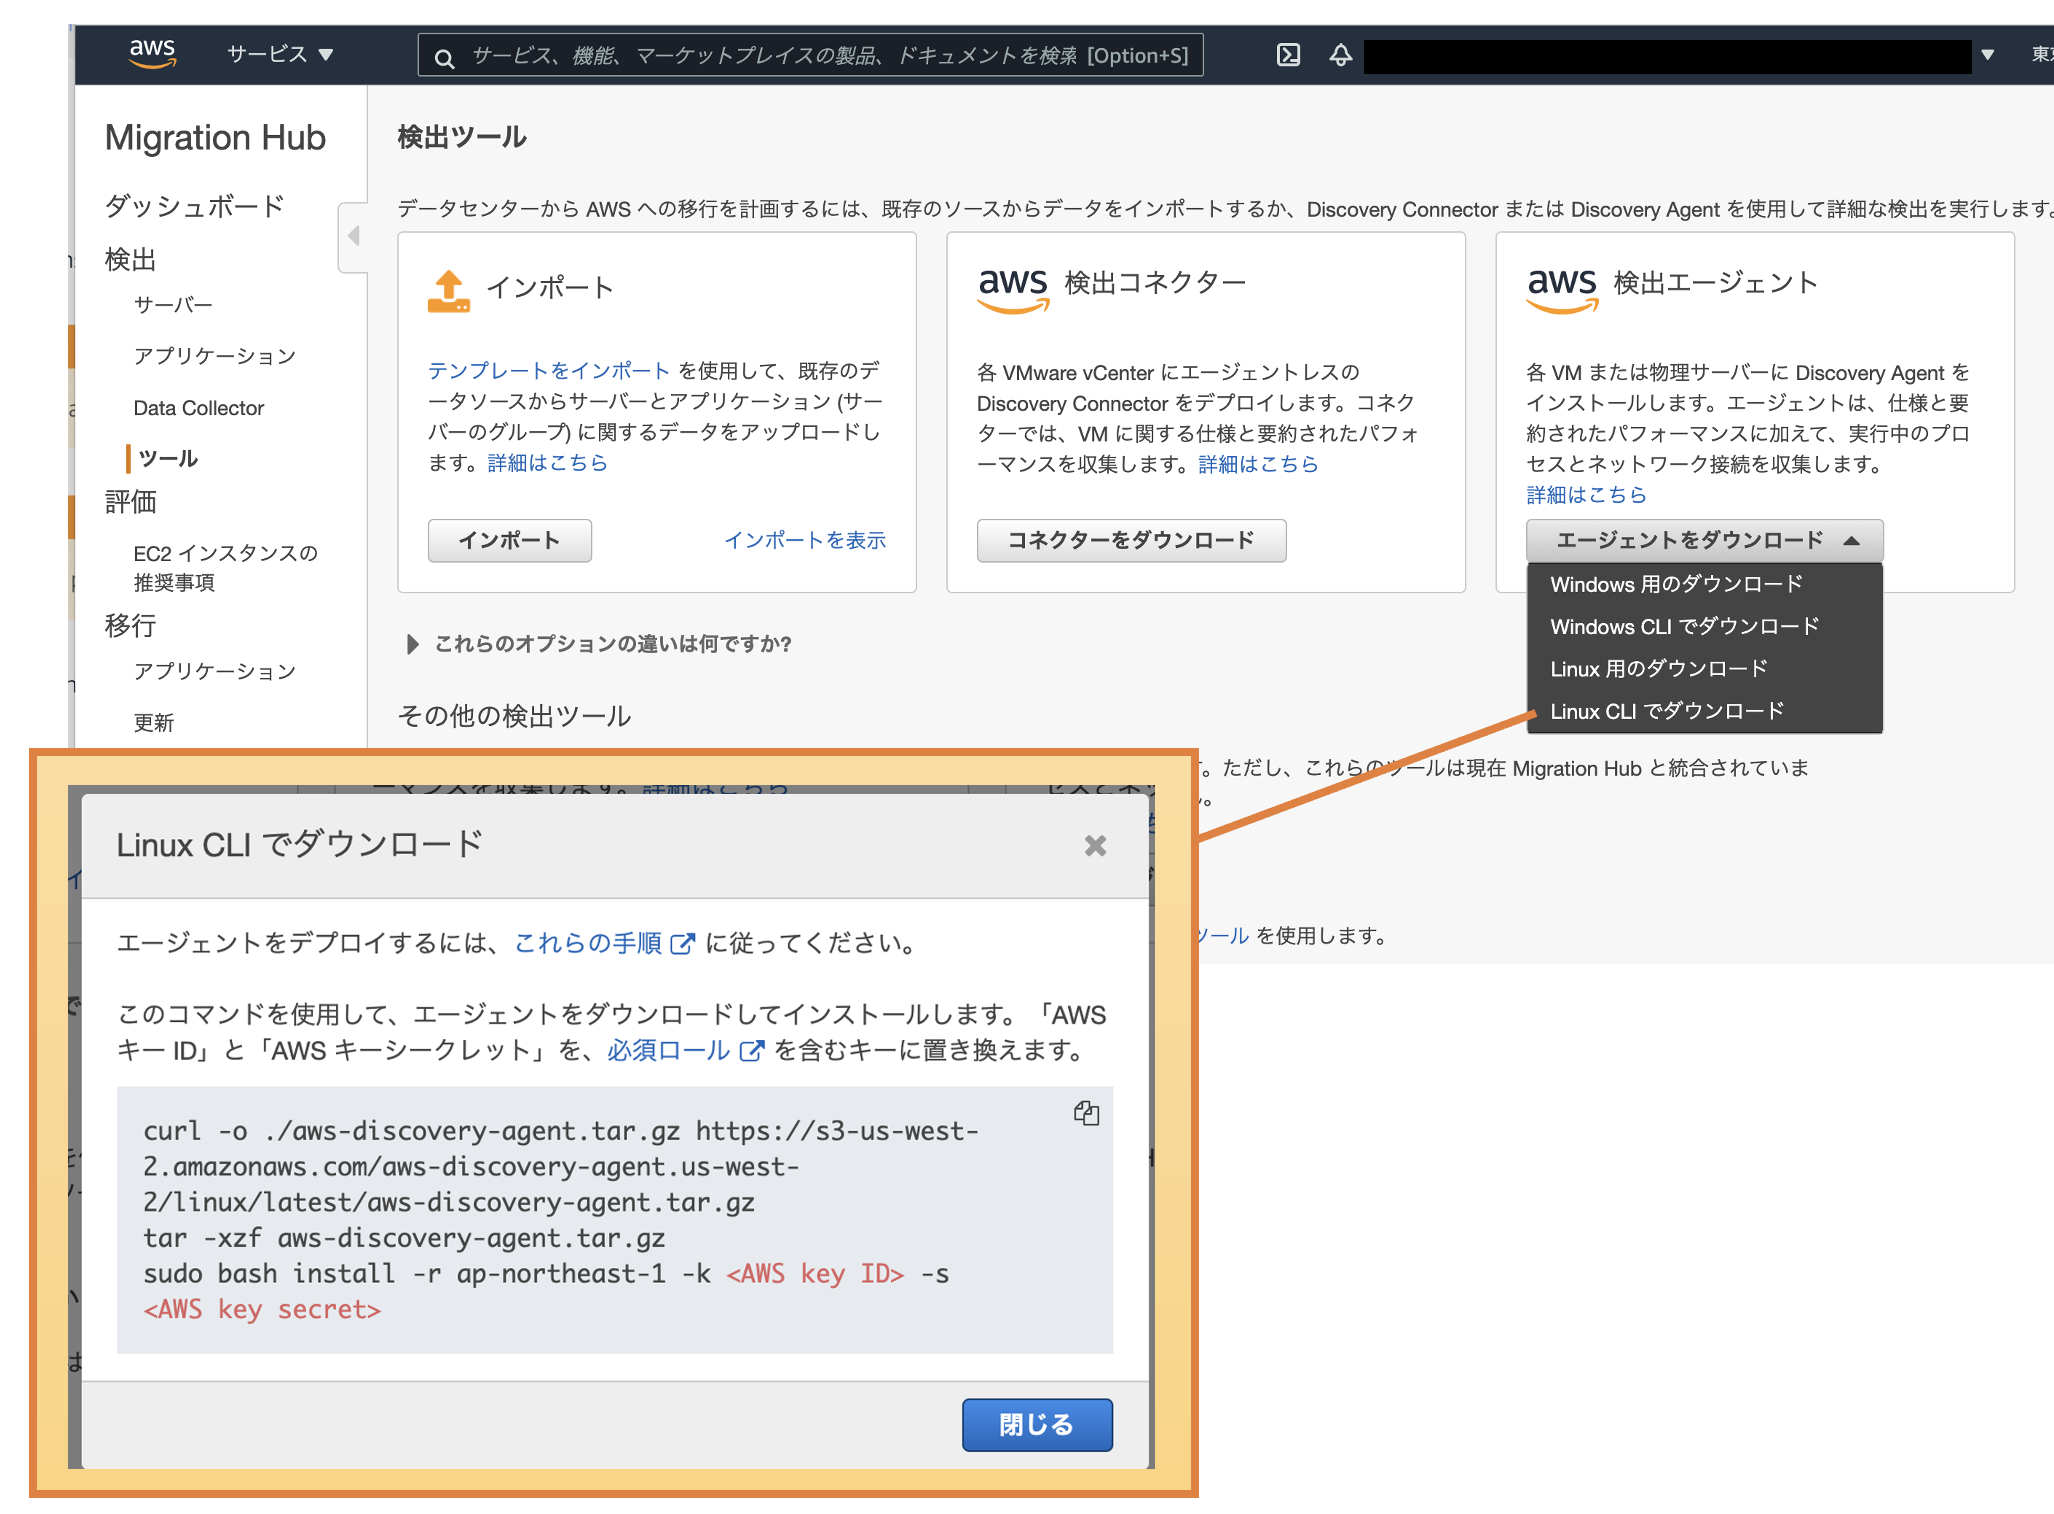 aws
サービス ▼
サービス、機能、マーケットプレイスの製品、ドキュメントを検索 [Option+S]
Migration Hub
ダッシュボード
検出
サーバー
アプリケーション
Data Collector
ツール
評価
EC2 インスタンスの
推奨事項
移行
アプリケーション
更新
検出ツール
データセンターから AWS への移行を計画するには、既存のソースからデータをインポートするか、Discovery Connector または Discovery Agent を使用して詳細な検出を実行します。
インポート
テンプレートをインポート を使用して、既存のデ
ータソースからサーバーとアプリケーション (サー
バーのグループ) に関するデータをアップロードし
ます。詳細はこちら
インポート
インポートを表示
aws 検出コネクター
各 VMware vCenter にエージェントレスの
Discovery Connector をデプロイします。コネク
ターでは、VM に関する仕様と要約されたパフォ
ーマンスを収集します。詳細はこちら
コネクターをダウンロード
aws 検出エージェント
各 VM または物理サーバーに Discovery Agent を
インストールします。エージェントは、仕様と要
約されたパフォーマンスに加えて、実行中のプロ
セスとネットワーク接続を収集します。
詳細はこちら
エージェントをダウンロード ▲
Windows 用のダウンロード
Windows CLI でダウンロード
Linux 用のダウンロード
Linux CLI でダウンロード
これらのオプションの違いは何ですか?
その他の検出ツール
。ただし、これらのツールは現在 Migration Hub と統合されていま
ツール を使用します。
ーマンスを収集します。詳細はこちら
Linux CLI でダウンロード
エージェントをデプロイするには、これらの手順 に従ってください。
このコマンドを使用して、エージェントをダウンロードしてインストールします。「AWS
キー ID」と「AWS キーシークレット」を、必須ロール を含むキーに置き換えます。
curl -o ./aws-discovery-agent.tar.gz https://s3-us-west-
2.amazonaws.com/aws-discovery-agent.us-west-
2/linux/latest/aws-discovery-agent.tar.gz
tar -xzf aws-discovery-agent.tar.gz
sudo bash install -r ap-northeast-1 -k <AWS key ID> -s
<AWS key secret>
閉じる